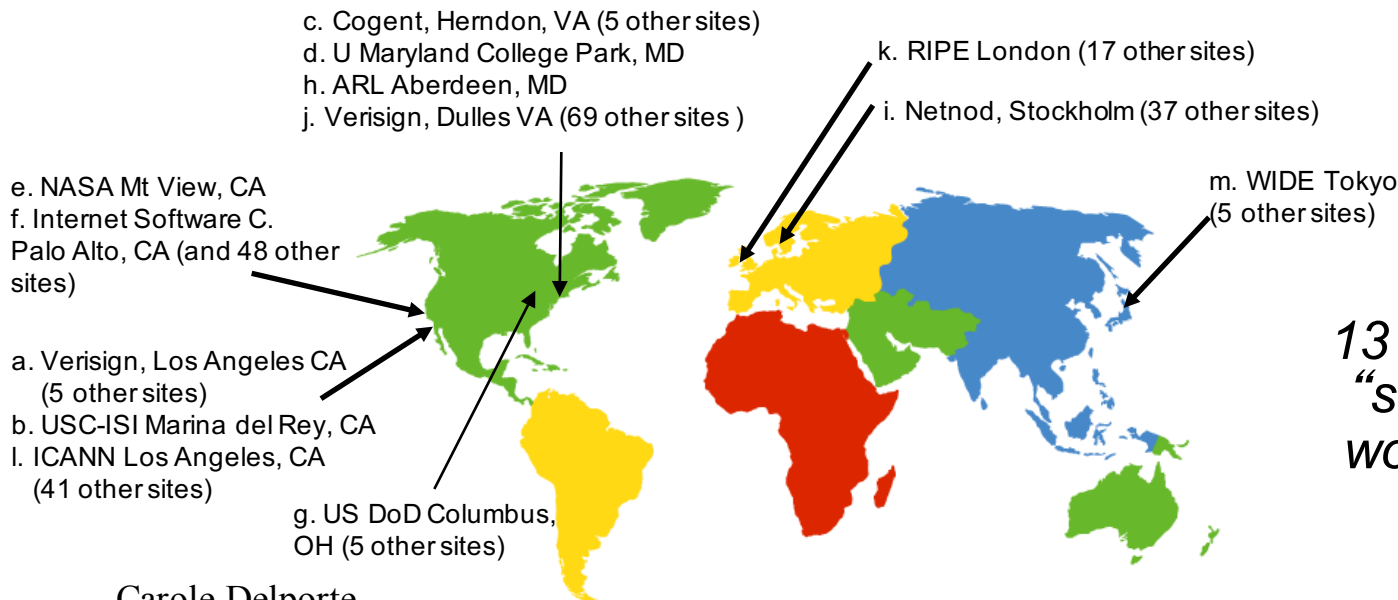 c. Cogent, Herndon, VA (5 other sites)
d. U Maryland College Park, MD
h. ARL Aberdeen, MD
j. Verisign, Dulles VA (69 other sites )
k. RIPE London (17 other sites)
i. Netnod, Stockholm (37 other sites)
m. WIDE Tokyo
(5 other sites)
e. NASA Mt View, CA
f. Internet Software C.
Palo Alto, CA (and 48 other
sites)
a. Verisign, Los Angeles CA
(5 other sites)
b. USC-ISI Marina del Rey, CA
l. ICANN Los Angeles, CA
(41 other sites)
g. US DoD Columbus,
OH (5 other sites)
13
Carole Delporte